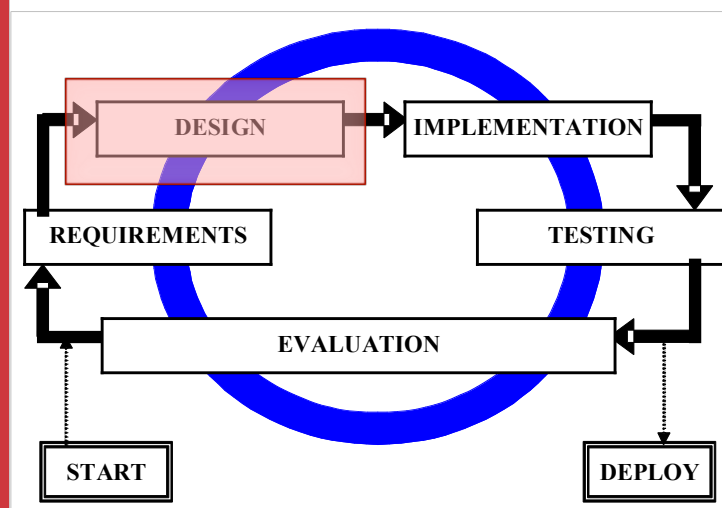 DESIGN
IMPLEMENTATION
REQUIREMENTS
TESTING
EVALUATION
START
DEPLOY